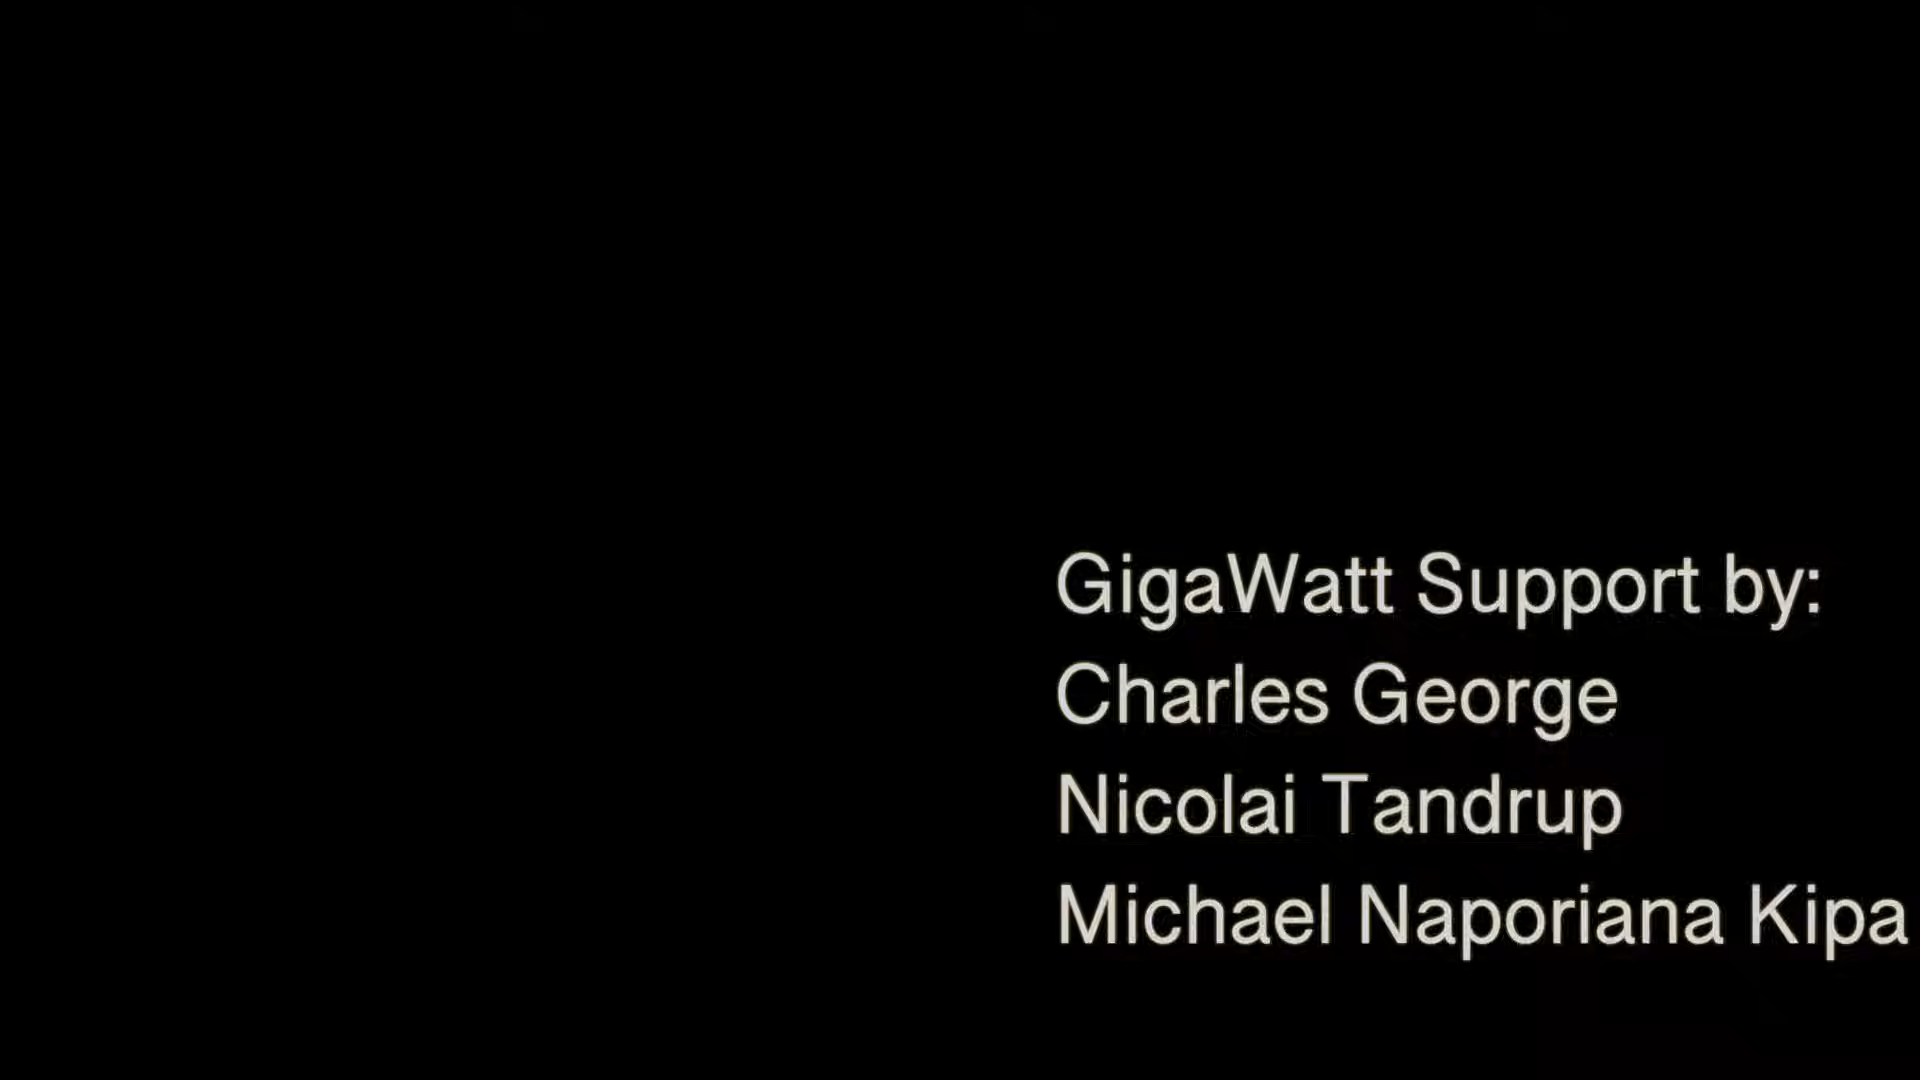 GigaWatt Support by:
Charles George
Nicolai Tandrup
Michael Naporiana Kipa